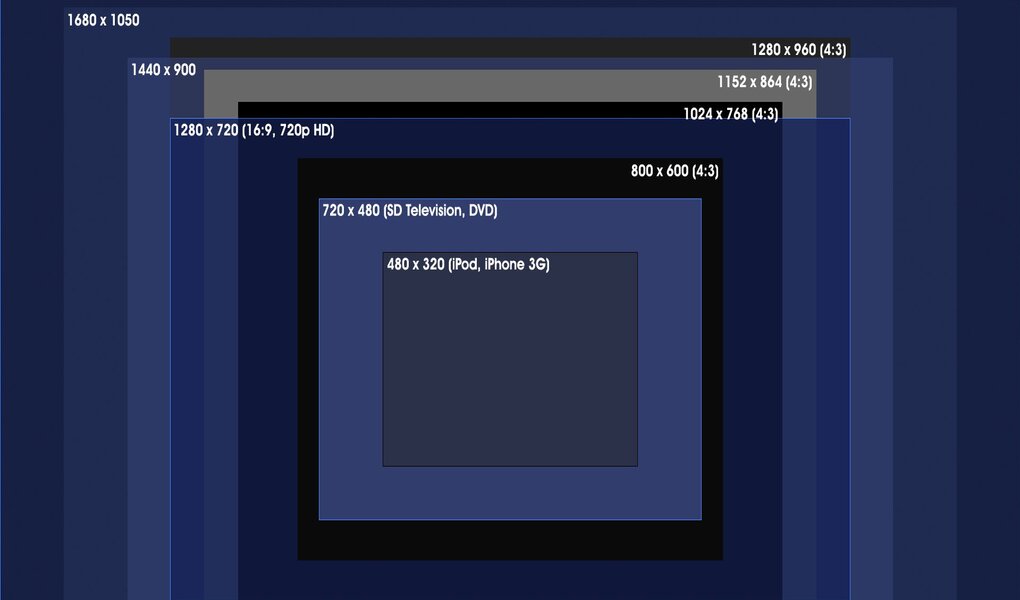 1680 x 1050
1280 x 960 (4:3)
1440 x 900
1152 x 864 (4:3)
1024 x 768 (4:3)
1280 x 720 (16:9, 720p HD)
800 x 600 (4:3)
720 x 480 (SD Television, DVD)
480 x 320 (iPod, iPhone 3G)